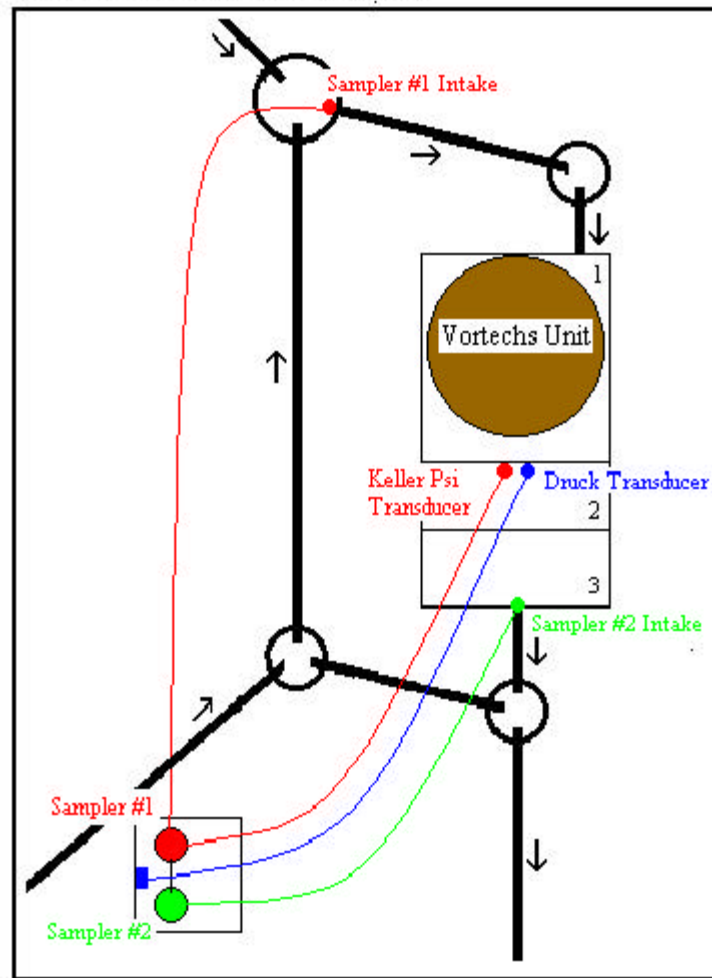 Sampler #1 Intake
1
Vortechs Unit
Keller Psi
Transducer
Druck Transducer
2
3
Sampler #2 Intake
Sampler #1
Sampler #2